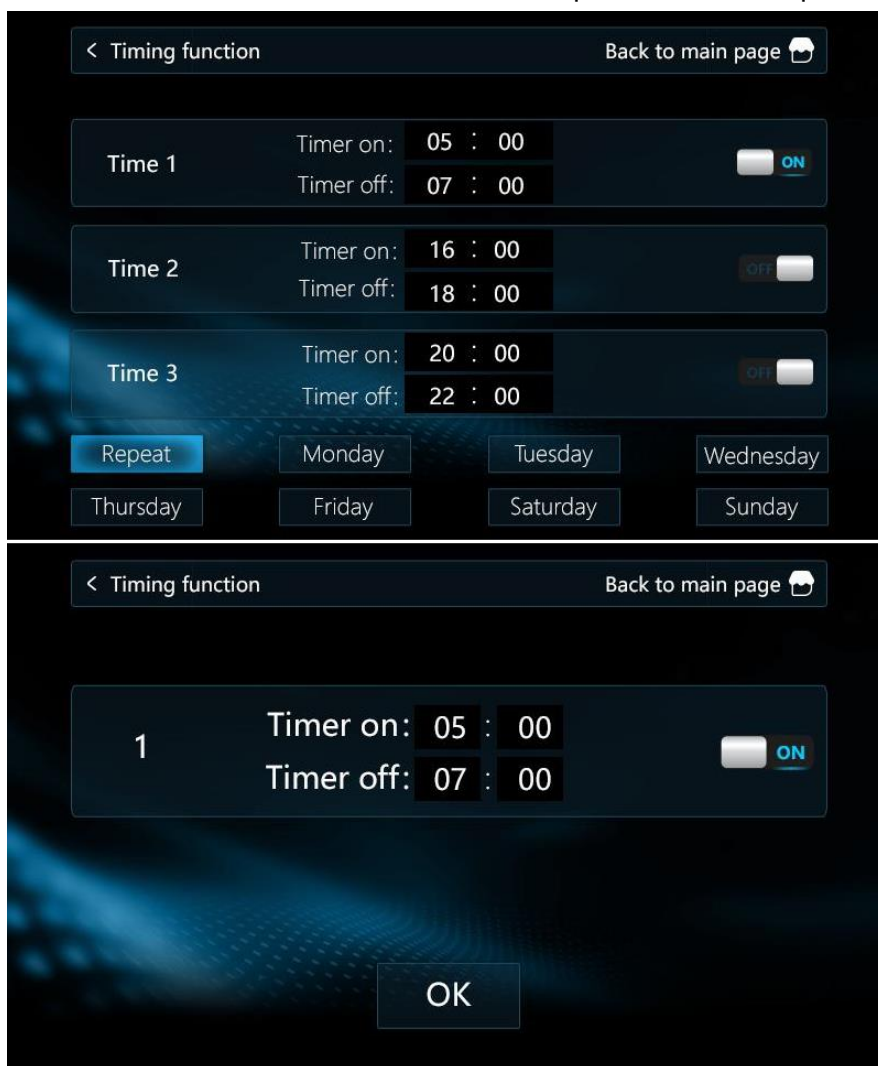 < Timing function Back to main page
Time 1 Timer on: 05 : 00 ON
Timer off: 07 : 00
Time 2 Timer on: 16 : 00 OFF
Timer off: 18 : 00
Time 3 Timer on: 20 : 00 OFF
Timer off: 22 : 00
Repeat Monday Tuesday Wednesday
Thursday Friday Saturday Sunday
< Timing function Back to main page
1 Timer on: 05 : 00 ON
Timer off: 07 : 00
OK